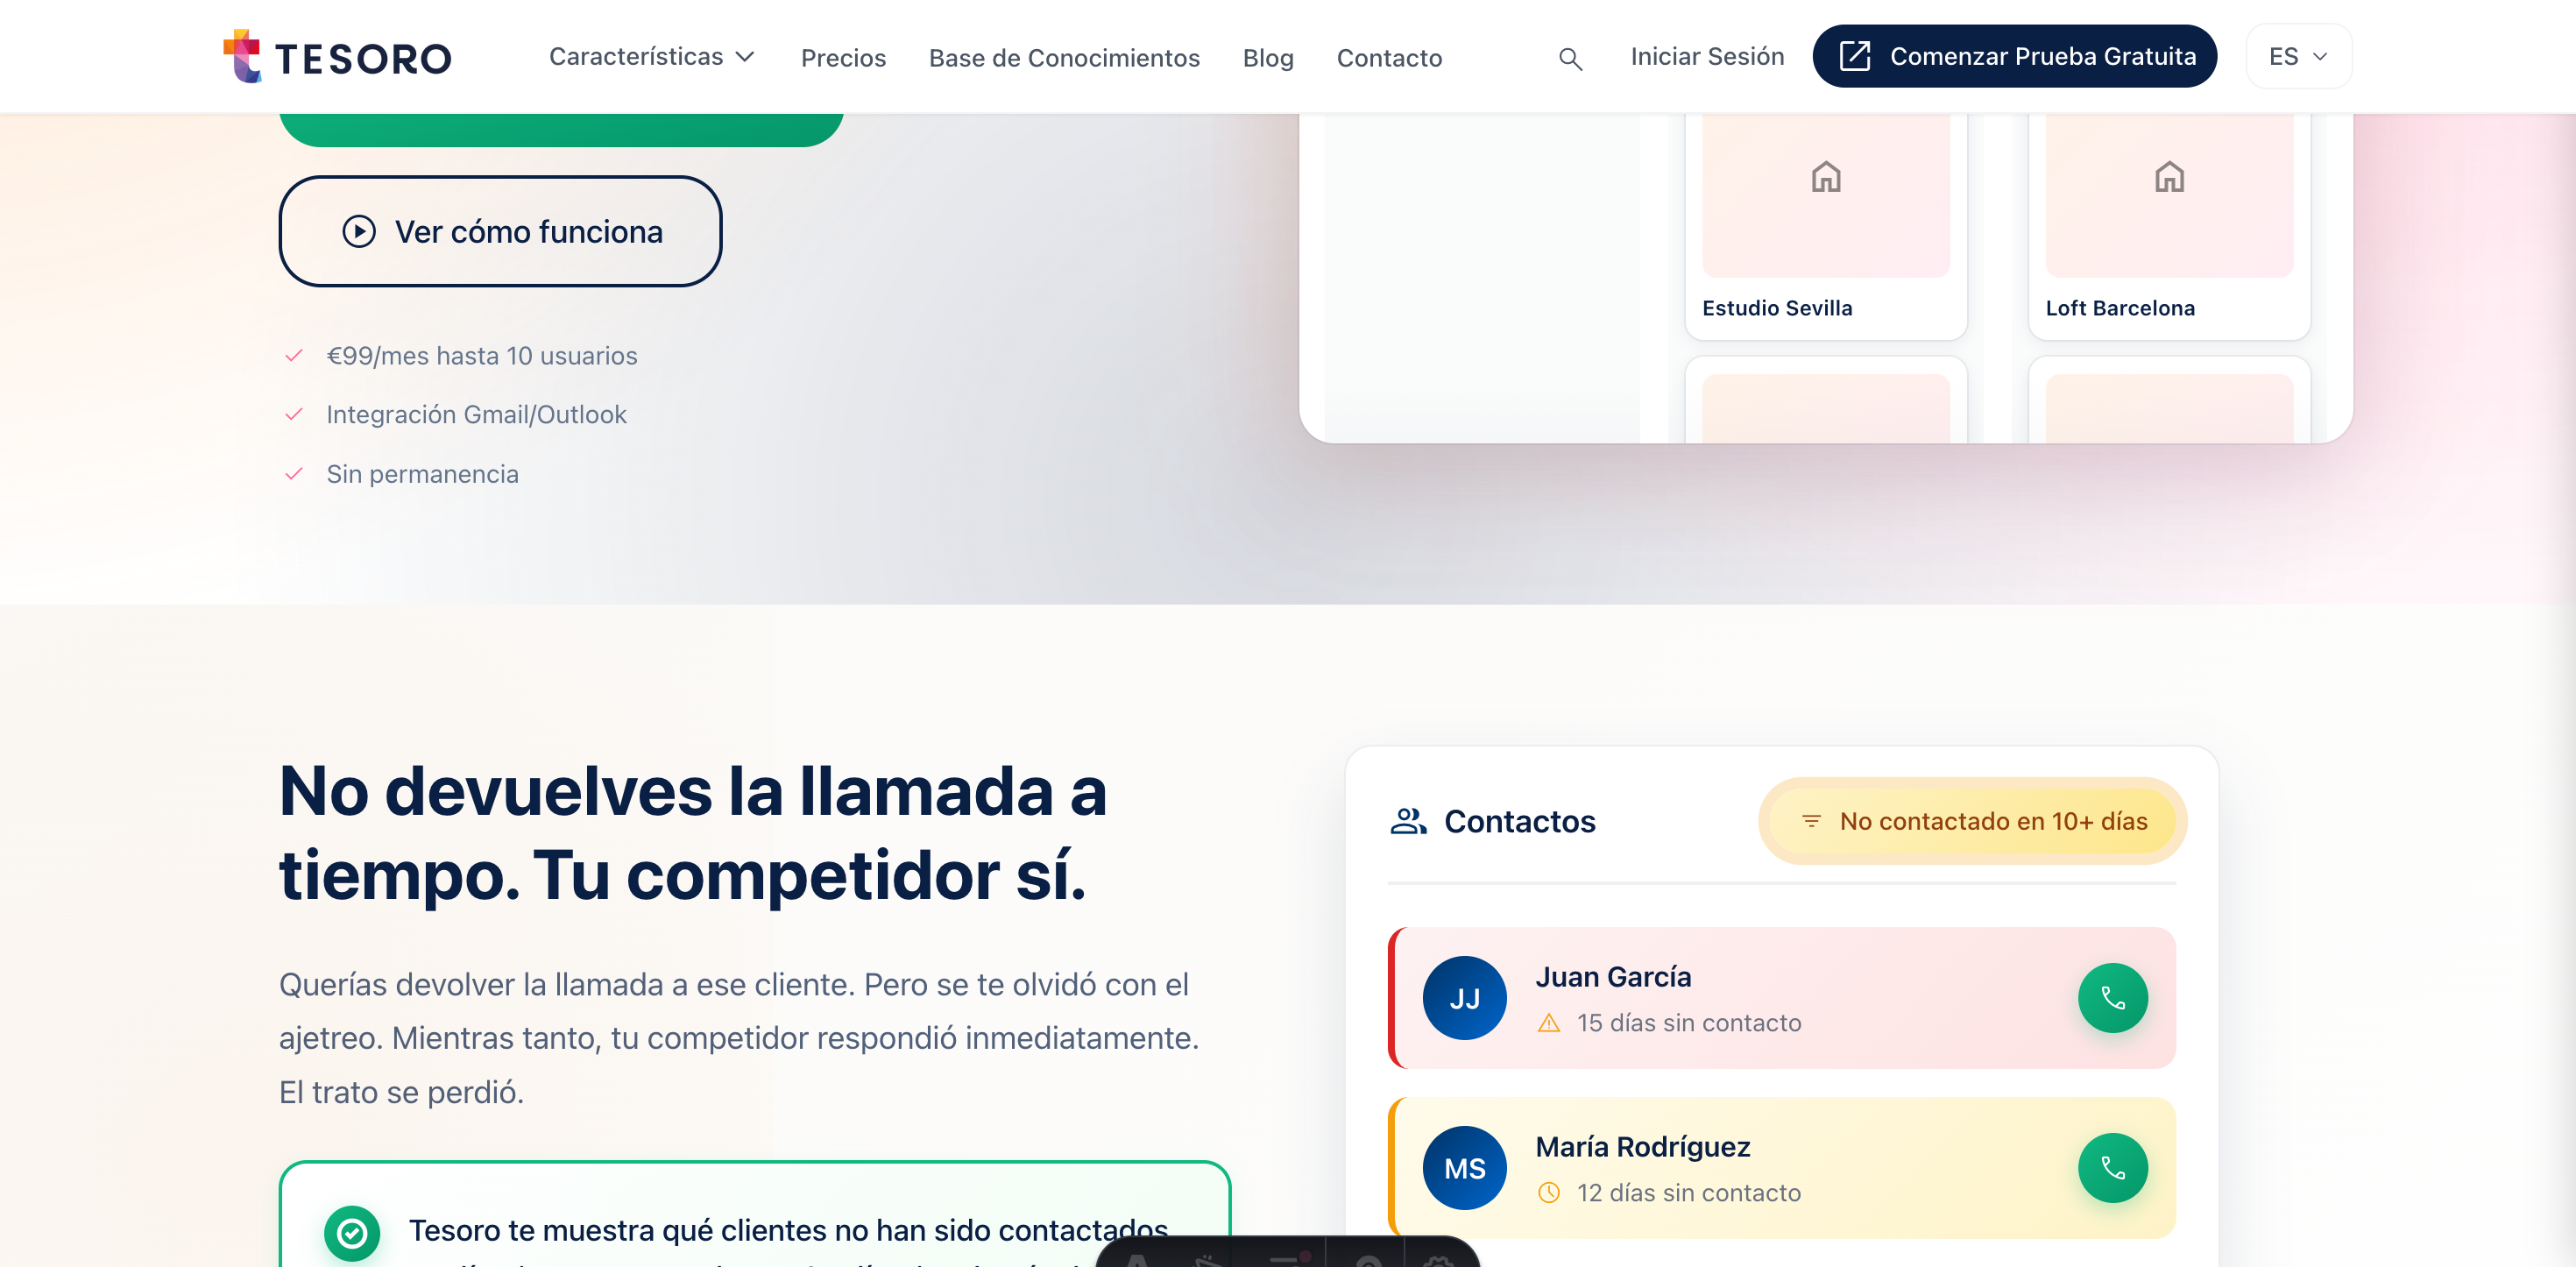 TESORO
Características
Precios
Base de Conocimientos
Blog
Contacto
Iniciar Sesión
Comenzar Prueba Gratuita
ES
Ver cómo funciona
€99/mes hasta 10 usuarios
Integración Gmail/Outlook
Sin permanencia
Estudio Sevilla
Loft Barcelona
No devuelves la llamada a
tiempo. Tu competidor sí.
Querías devolver la llamada a ese cliente. Pero se te olvidó con el
ajetreo. Mientras tanto, tu competidor respondió inmediatamente.
El trato se perdió.
Tesoro te muestra qué clientes no han sido contactados
Contactos
No contactado en 10+ días
JJ
Juan García
15 días sin contacto
MS
María Rodríguez
12 días sin contacto